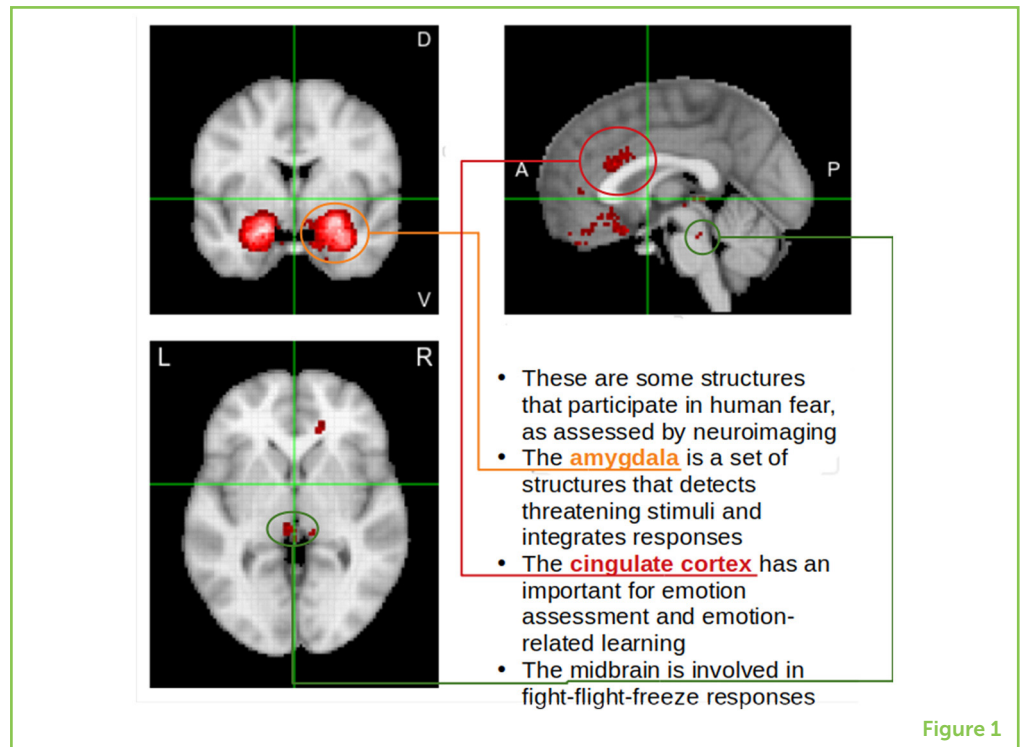 D
V
A
P
L
R
• These are some structures
that participate in human fear,
as assessed by neuroimaging
• The amygdala is a set of
structures that detects
threatening stimuli and
integrates responses
• The cingulate cortex has an
important for emotion
assessment and emotion-
related learning
• The midbrain is involved in
fight-flight-freeze responses
Figure 1